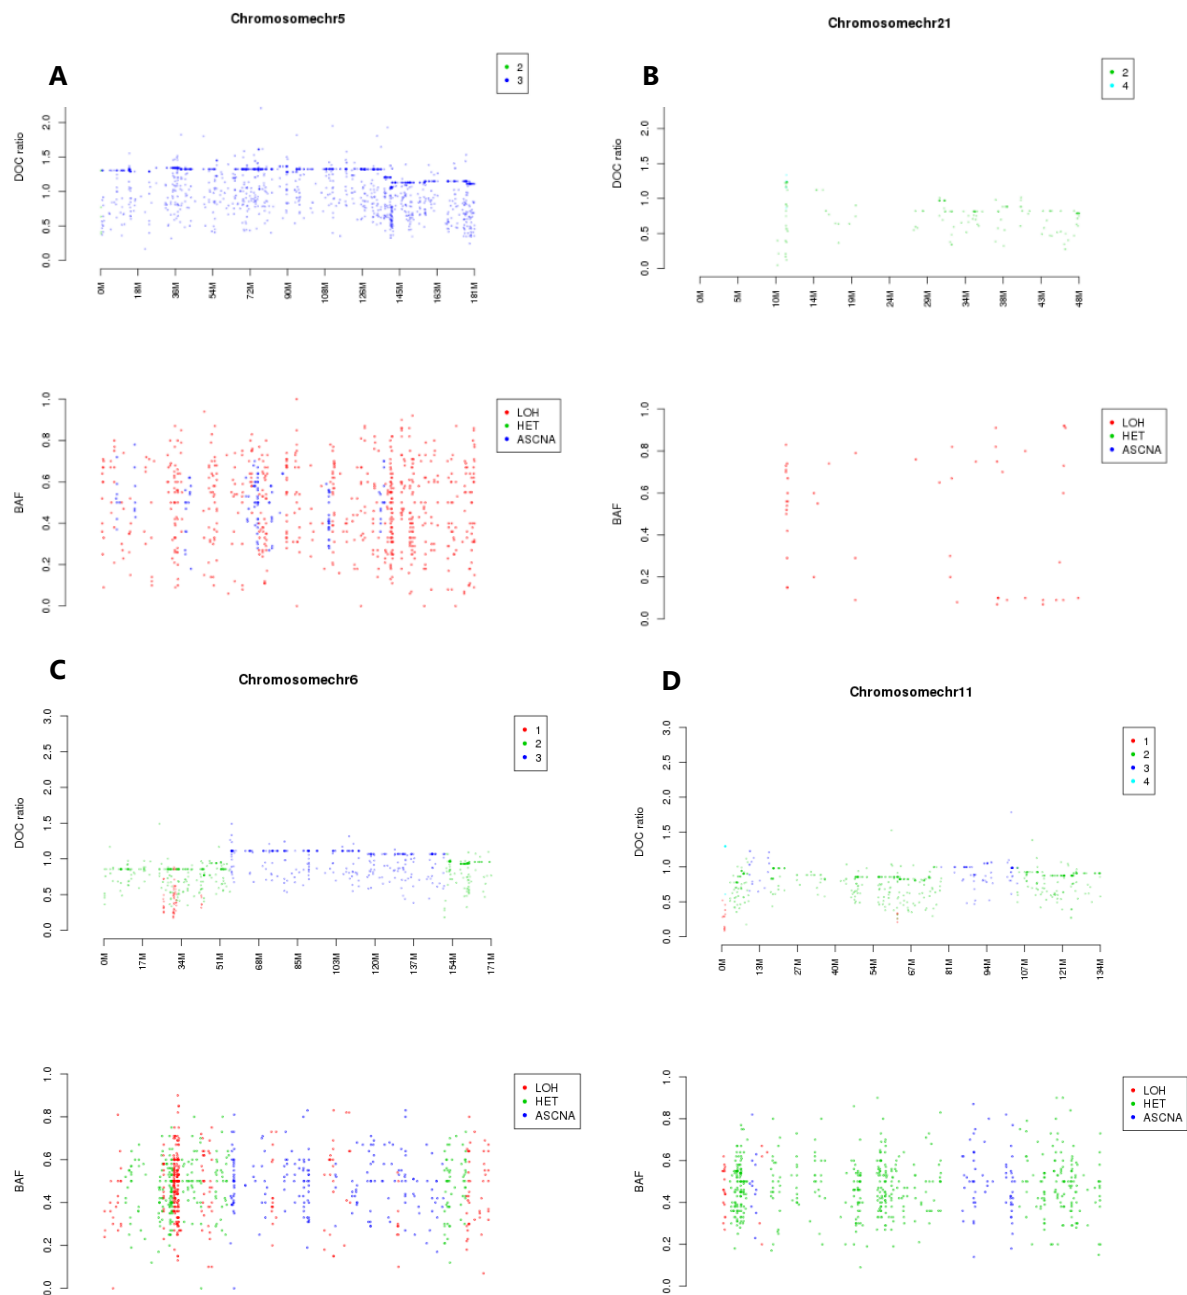 Chromosomechr5
A
2
3
DOC ratio
0.0 0.5 1.0 1.5 2.0
0M 18M 36M 54M 72M 90M 108M 126M 145M 163M 181M
LOH
HET
ASCNA
BAF
0.0 0.2 0.4 0.6 0.8 1.0
Chromosomechr21
B
2
4
DOC ratio
0.0 0.5 1.0 1.5 2.0
0M 5M 10M 14M 19M 24M 29M 34M 38M 43M 48M
LOH
HET
ASCNA
BAF
0.0 0.2 0.4 0.6 0.8 1.0
C
Chromosomechr6
1
2
3
DOC ratio
0.0 0.5 1.0 1.5 2.0 2.5 3.0
0M 17M 34M 51M 68M 85M 103M 120M 137M 154M 171M
LOH
HET
ASCNA
BAF
0.0 0.2 0.4 0.6 0.8 1.0
D
Chromosomechr11
1
2
3
4
DOC ratio
0.0 0.5 1.0 1.5 2.0 2.5 3.0
0M 13M 27M 40M 54M 67M 81M 94M 107M 121M 134M
LOH
HET
ASCNA
BAF
0.0 0.2 0.4 0.6 0.8 1.0